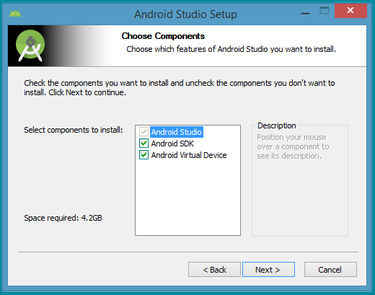 Android Studio Setup
Choose Components
Choose which features of Android Studio you want to install.
Check the components you want to install and uncheck the components you don't want to
install. Click Next to continue.
Select components to install:
Android Studio
Android SDK
Android Virtual Device
Description
Position your mouse
over a component to
see its description.
Space required: 4.2GB
< Back
Next >
Cancel